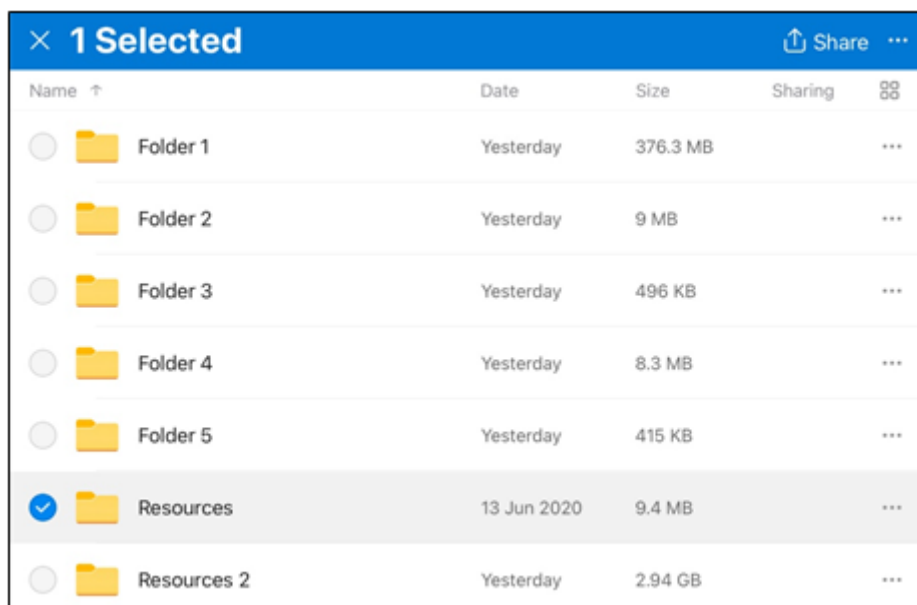 1 Selected Share
Name Date Size Sharing
Folder 1 Yesterday 376.3 MB
Folder 2 Yesterday 9 MB
Folder 3 Yesterday 496 KB
Folder 4 Yesterday 8.3 MB
Folder 5 Yesterday 415 KB
Resources 13 Jun 2020 9.4 MB
Resources 2 Yesterday 2.94 GB